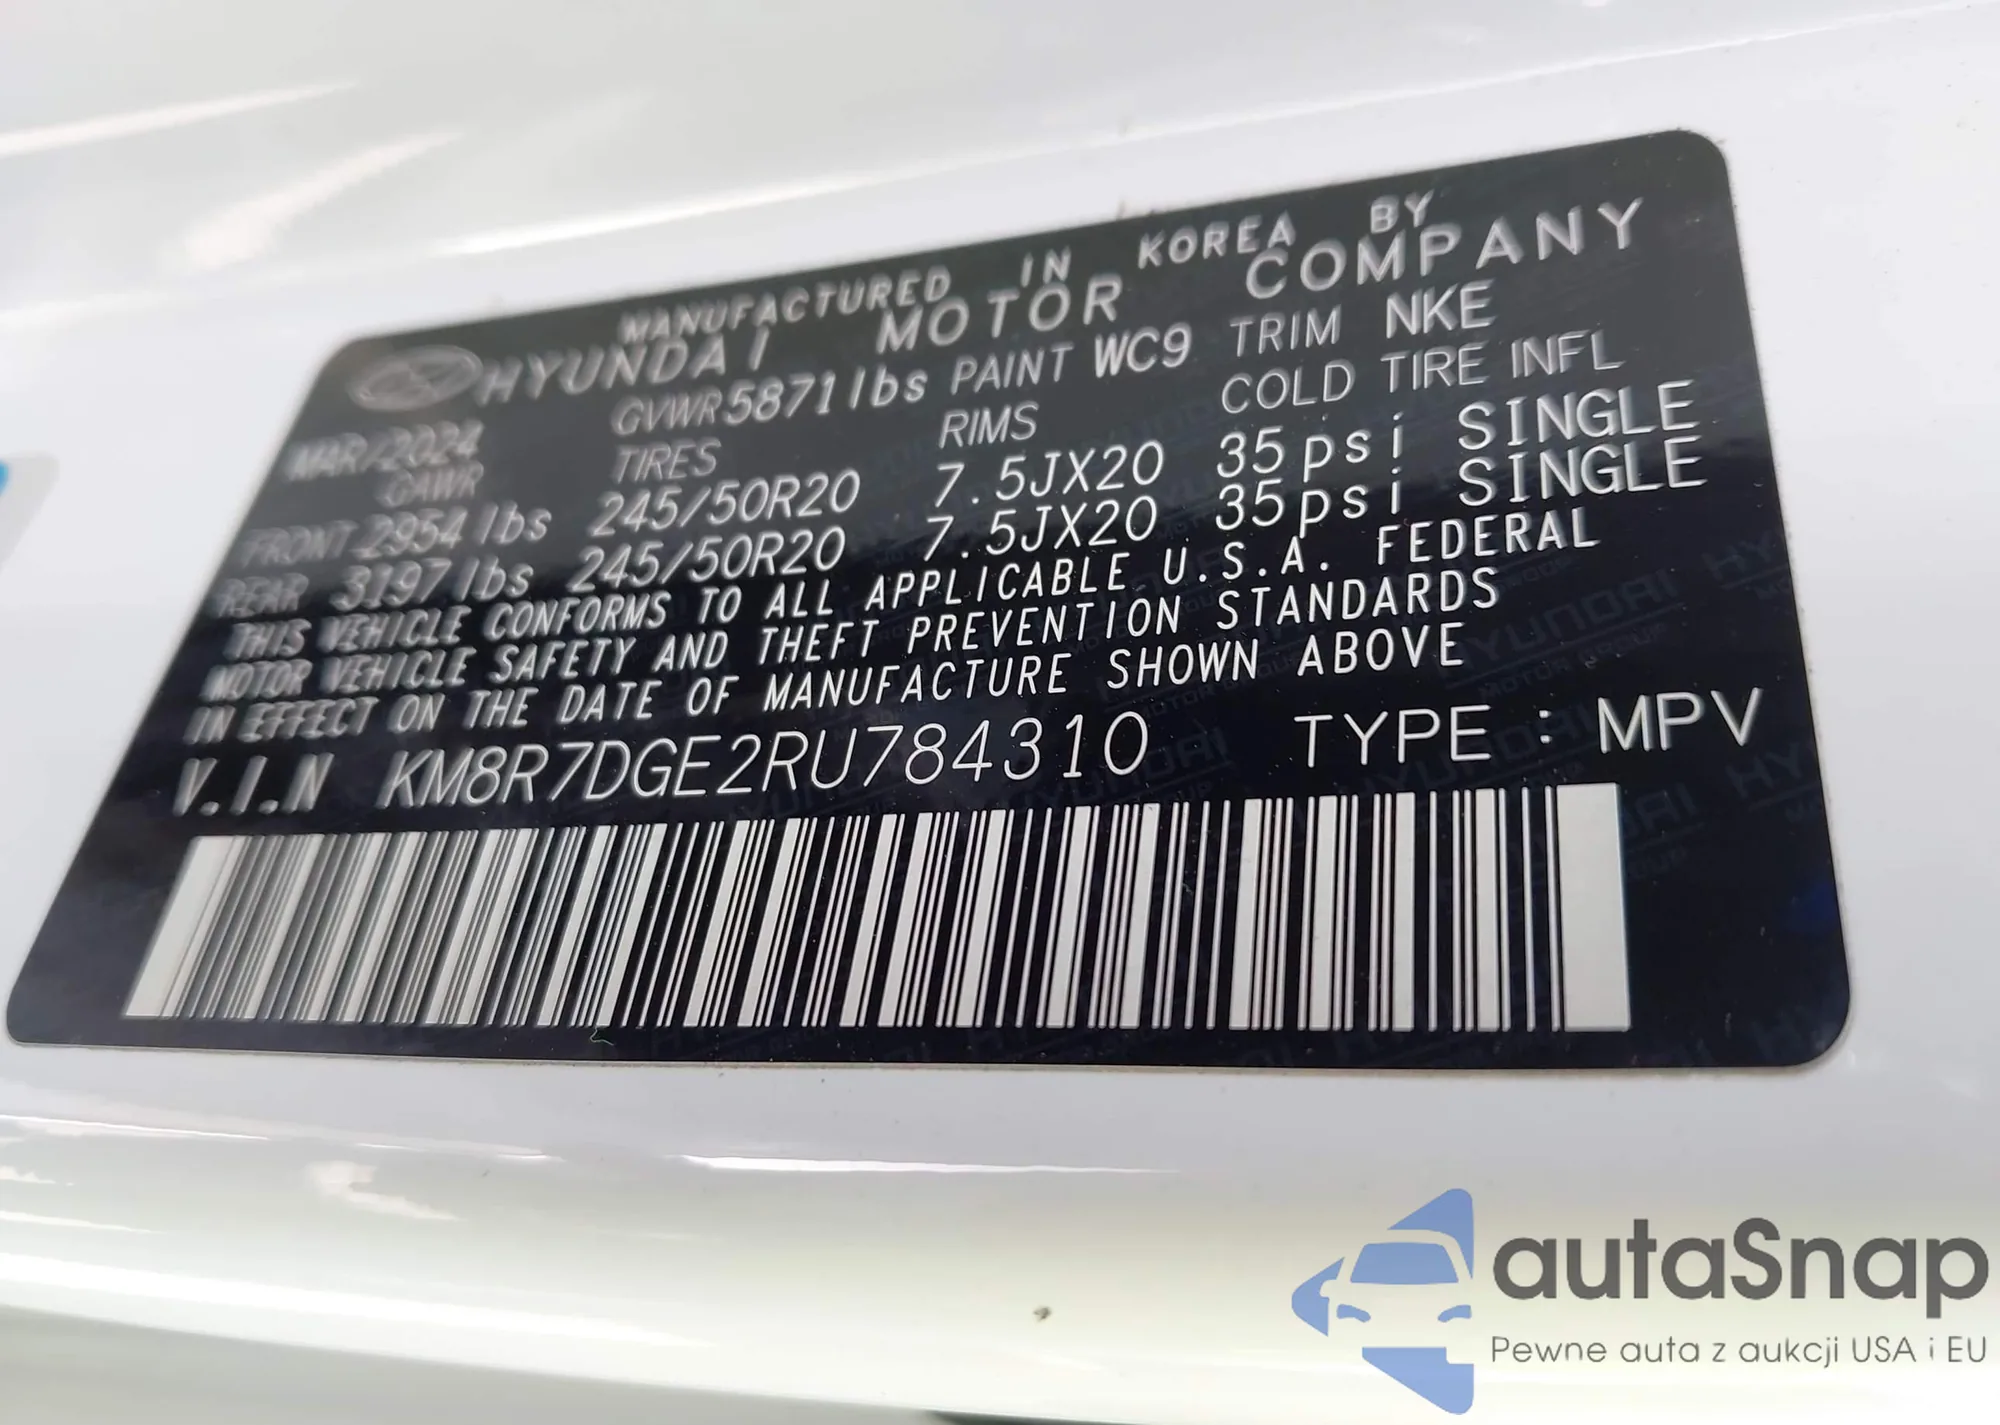 MANUFACTURED IN KOREA BY
HYUNDAI MOTOR COMPANY
MAR/2024 GVWR 5871 lbs PAINT WC9 TRIM NKE
GAWR TIRES RIMS COLD TIRE INFL
FRONT 2954 lbs 245/50R20 7.5JX20 35psi SINGLE
REAR 3197 lbs 245/50R20 7.5JX20 35psi SINGLE
THIS VEHICLE CONFORMS TO ALL APPLICABLE U.S.A. FEDERAL
MOTOR VEHICLE SAFETY AND THEFT PREVENTION STANDARDS
IN EFFECT ON THE DATE OF MANUFACTURE SHOWN ABOVE
V.I.N KM8R7DGE2RU784310 TYPE : MPV
autaSnap
Pewne auta z aukcji USA i EU